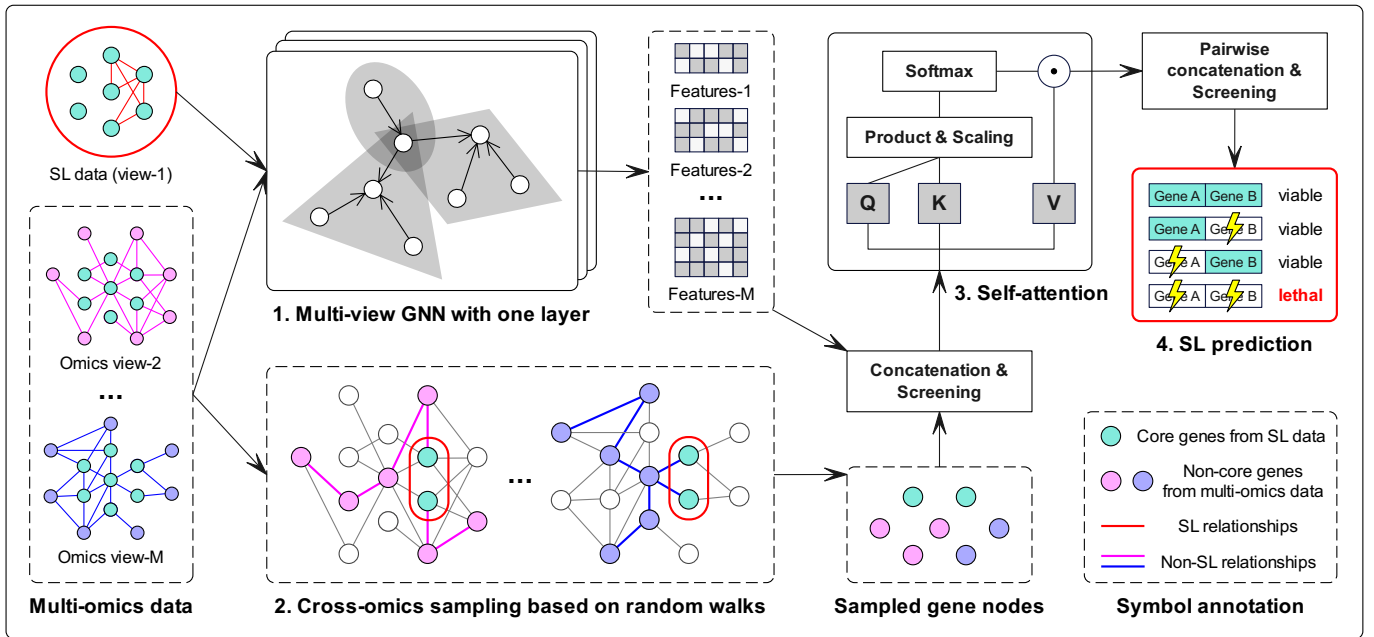 SL data (view-1)
Omics view-2
...
Omics view-M
Multi-omics data
1. Multi-view GNN with one layer
Features-1
Features-2
...
Features-M
...
2. Cross-omics sampling based on random walks
Softmax
Product & Scaling
Q
K
V
3. Self-attention
Concatenation &
Screening
Sampled gene nodes
Pairwise
concatenation &
Screening
Gene A Gene B viable
Gene A Gene B viable
Gene A Gene B viable
Gene A Gene B lethal
4. SL prediction
Core genes from SL data
Non-core genes
from multi-omics data
SL relationships
Non-SL relationships
Symbol annotation